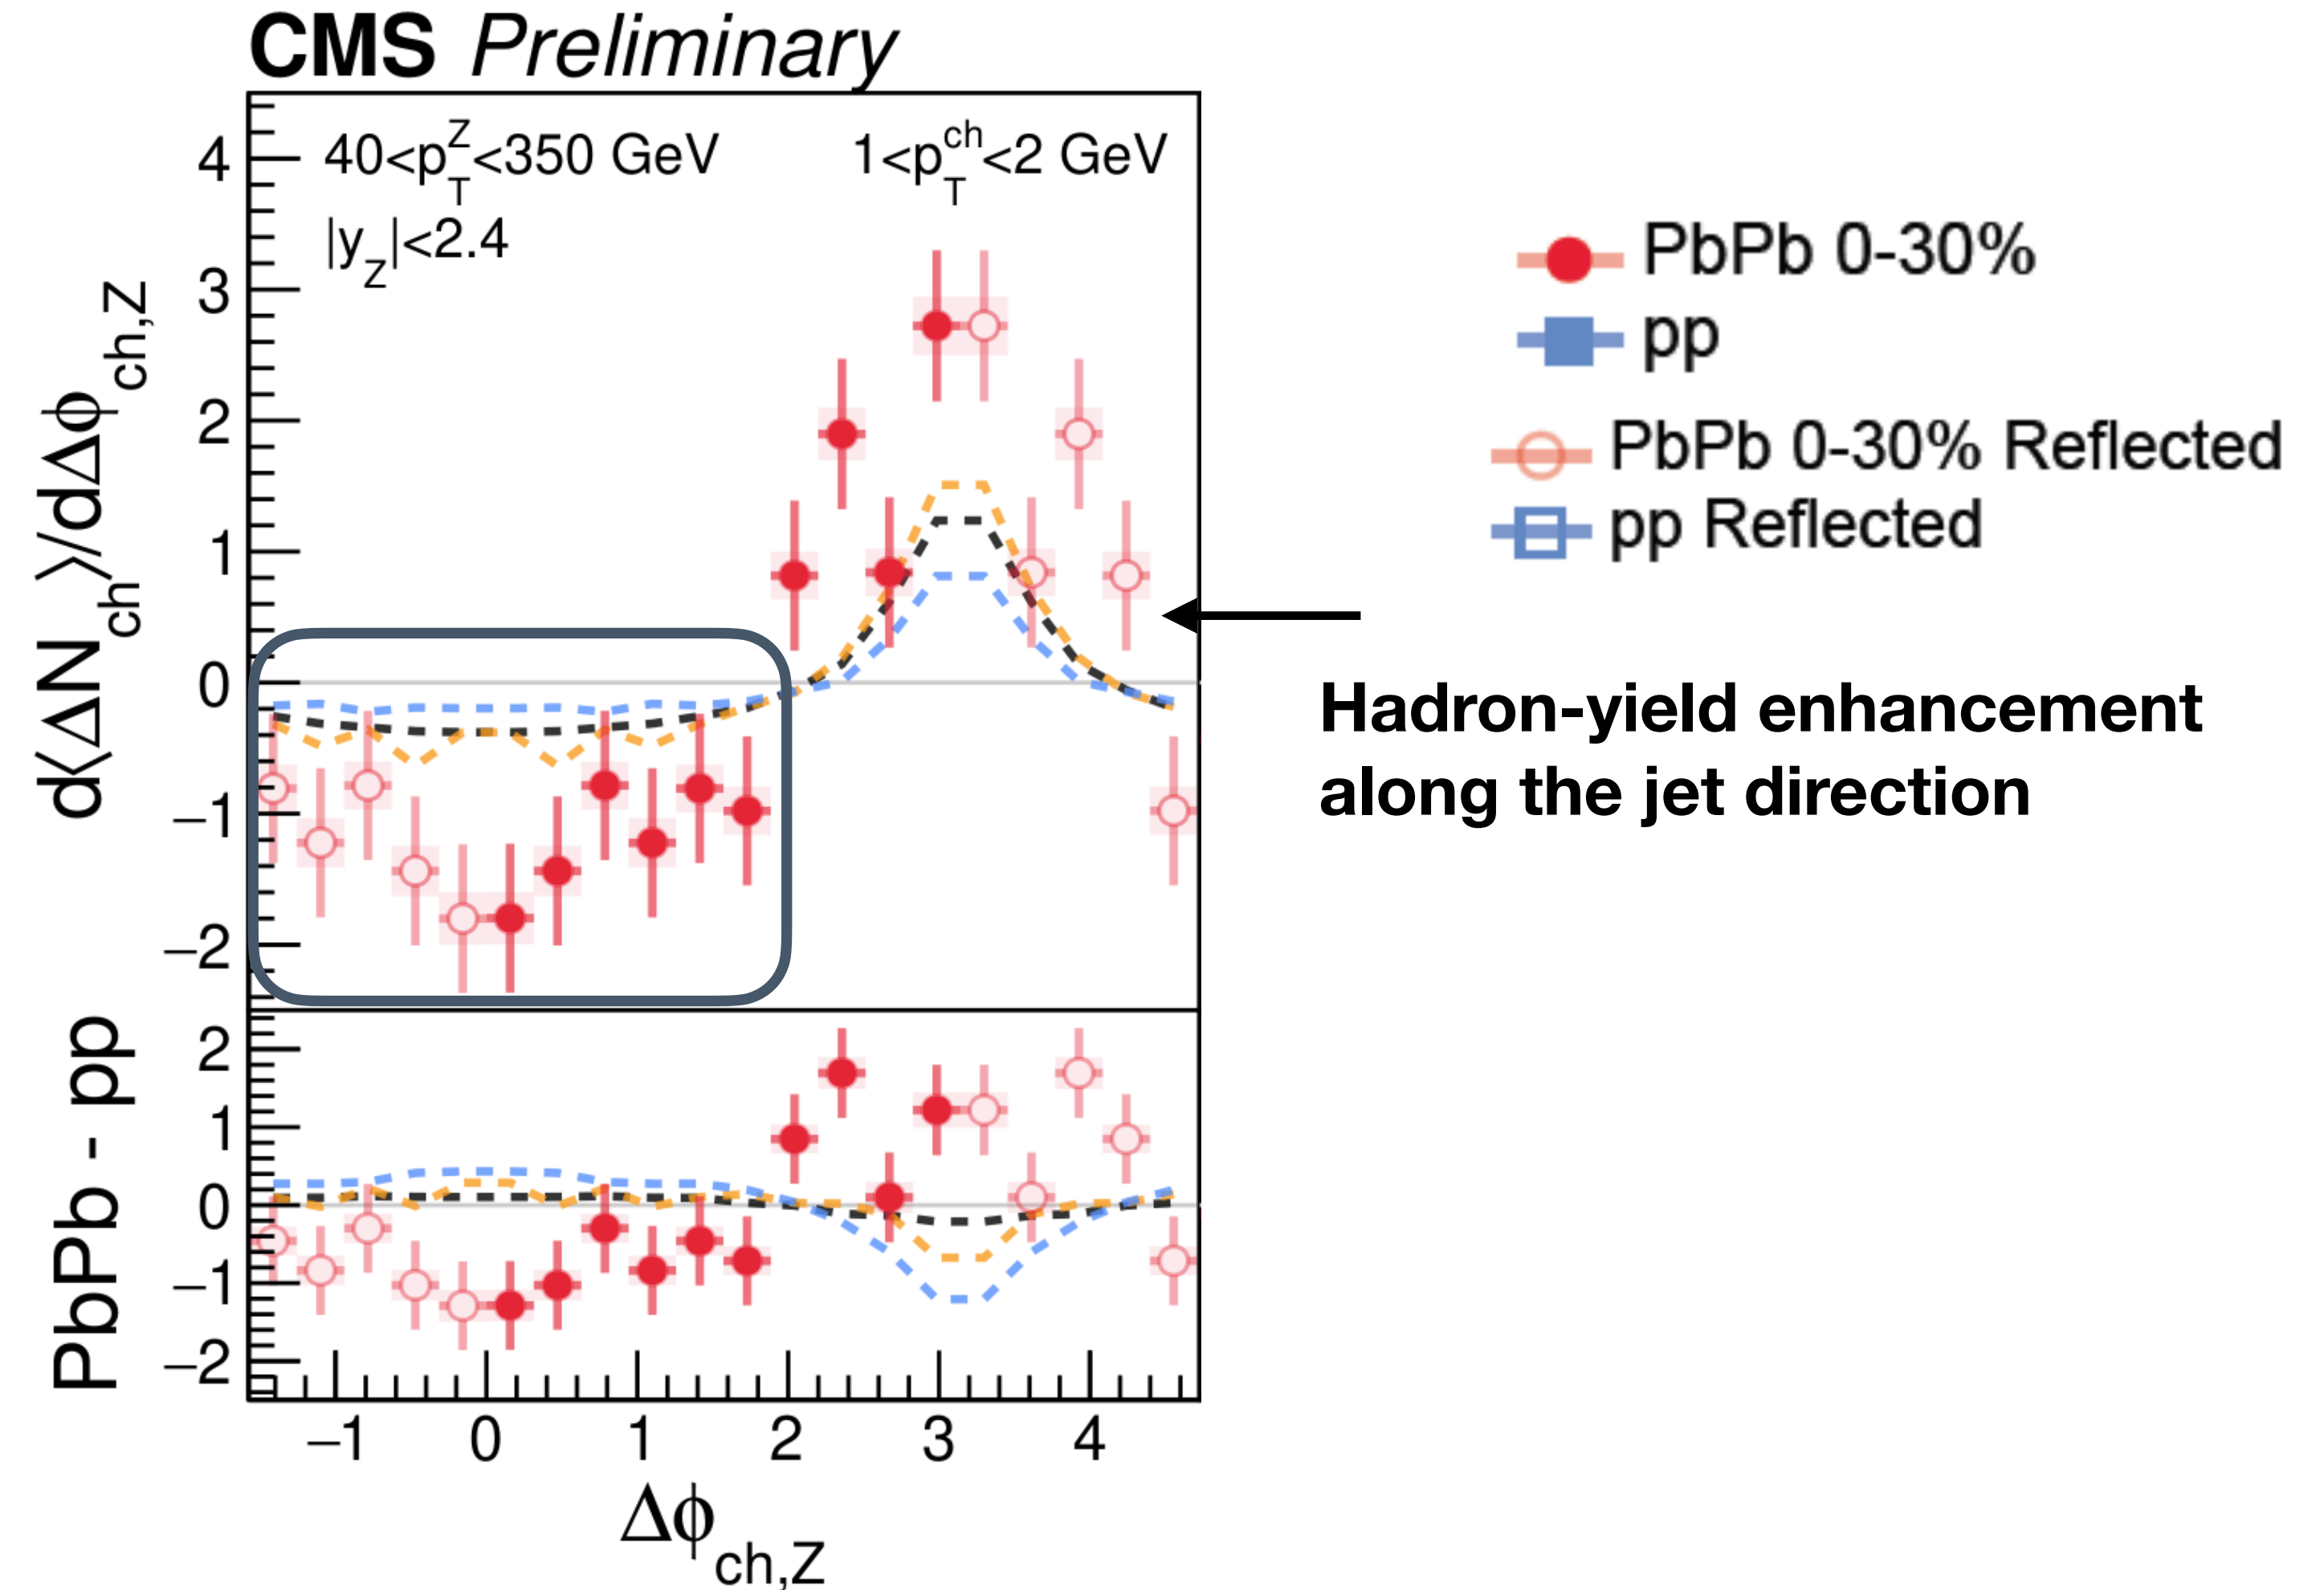 CMS Preliminary
40<p_T^Z<350 GeV
1<p_T^ch<2 GeV
|y_Z|<2.4
d⟨ΔN_ch⟩/dΔϕ_ch,Z
4
3
2
1
0
−1
−2
PbPb 0-30%
pp
PbPb 0-30% Reflected
pp Reflected
Hadron-yield enhancement
along the jet direction
PbPb - pp
2
1
0
−1
−2
−1 0 1 2 3 4
Δϕ_ch,Z